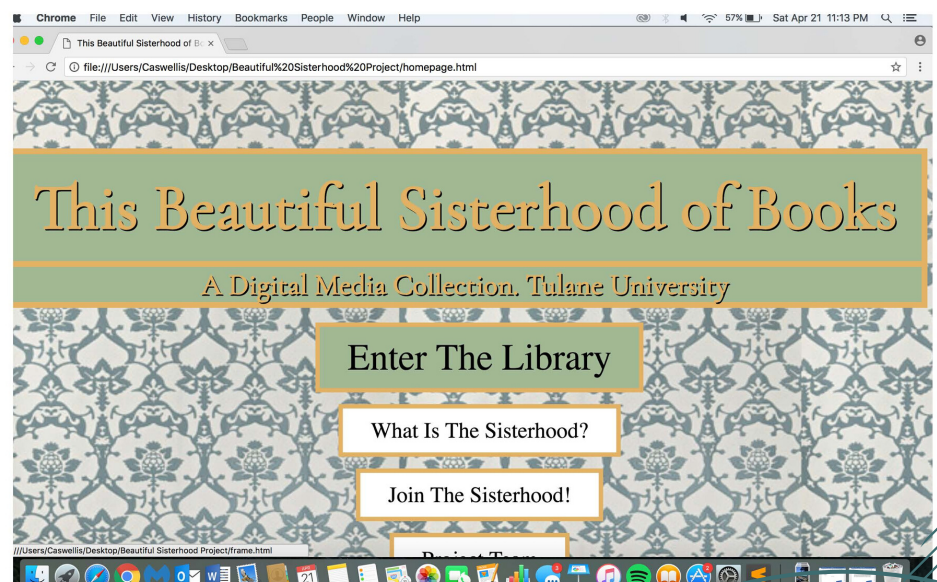 Chrome File Edit View History Bookmarks People Window Help 57% Sat Apr 21 11:13 PM
This Beautiful Sisterhood of Bo
file:///Users/Caswellis/Desktop/Beautiful%20Sisterhood%20Project/homepage.html
This Beautiful Sisterhood of Books
A Digital Media Collection. Tulane University
Enter The Library
What Is The Sisterhood?
Join The Sisterhood!
Project Team
///Users/Caswellis/Desktop/Beautiful Sisterhood Project/frame.html
21